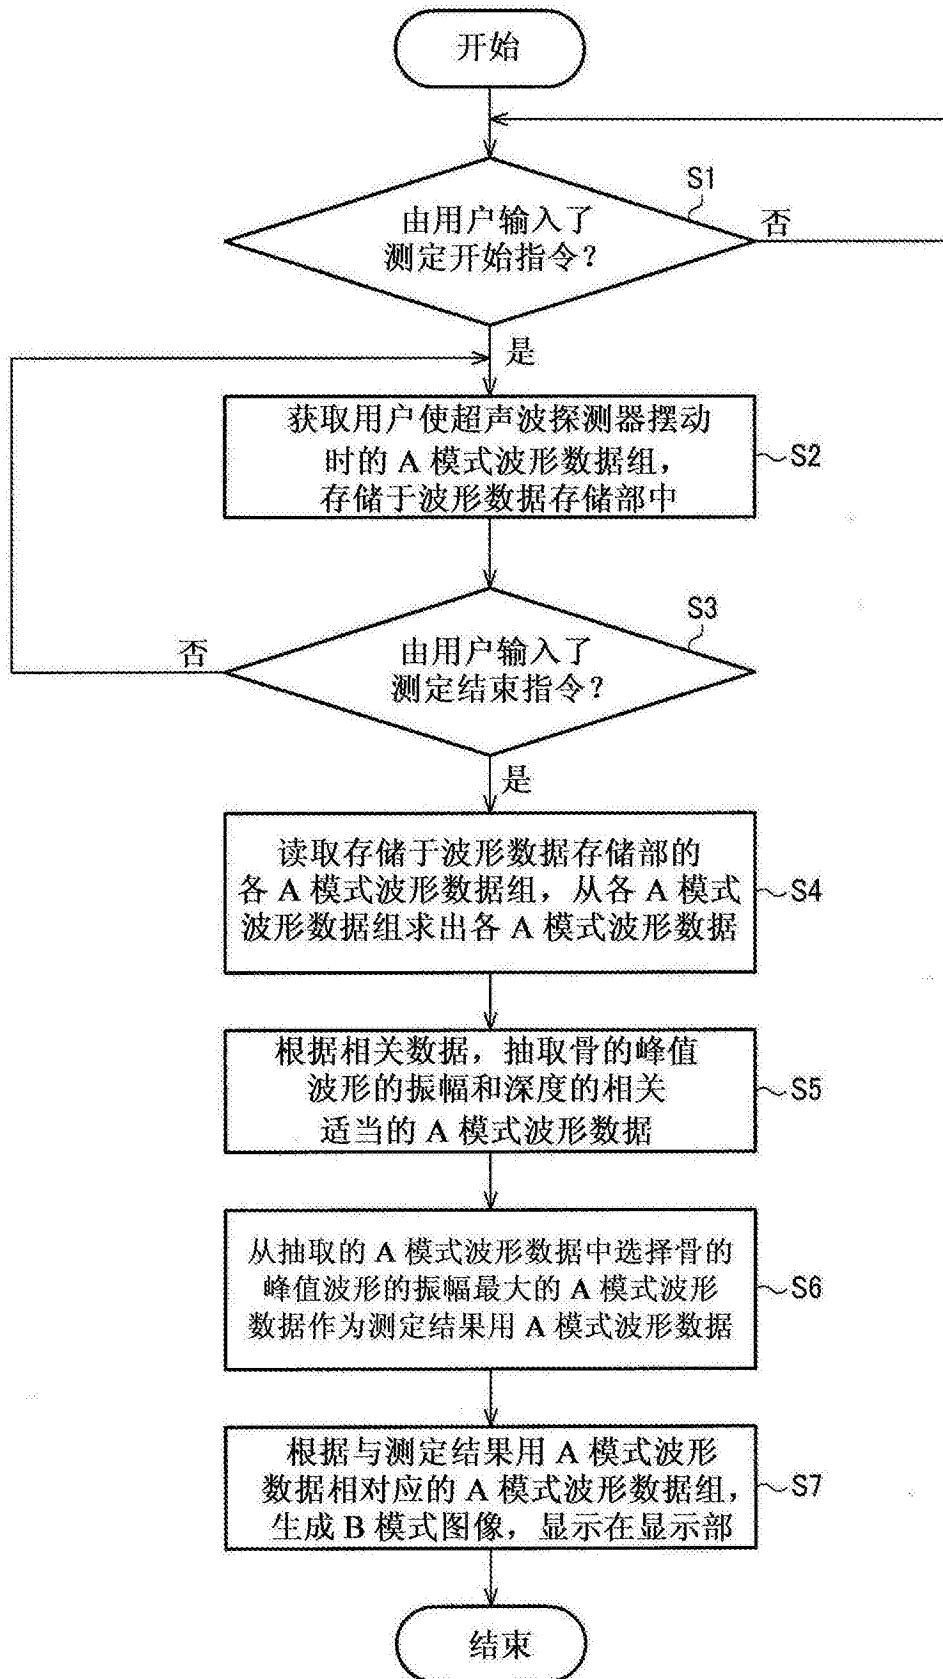 开始
S1
由用户输入了
测定开始指令？
否
是
获取用户使超声波探测器摆动
时的 A 模式波形数据组，
存储于波形数据存储部中
S2
S3
由用户输入了
测定结束指令？
否
是
读取存储于波形数据存储部的
各 A 模式波形数据组，从各 A 模式
波形数据组求出各 A 模式波形数据
S4
根据相关数据，抽取骨的峰值
波形的振幅和深度的相关
适当的 A 模式波形数据
S5
从抽取的 A 模式波形数据中选择骨的
峰值波形的振幅最大的 A 模式波形
数据作为测定结果用 A 模式波形数据
S6
根据与测定结果用 A 模式波形
数据相对应的 A 模式波形数据组，
生成 B 模式图像，显示在显示部
S7
结束